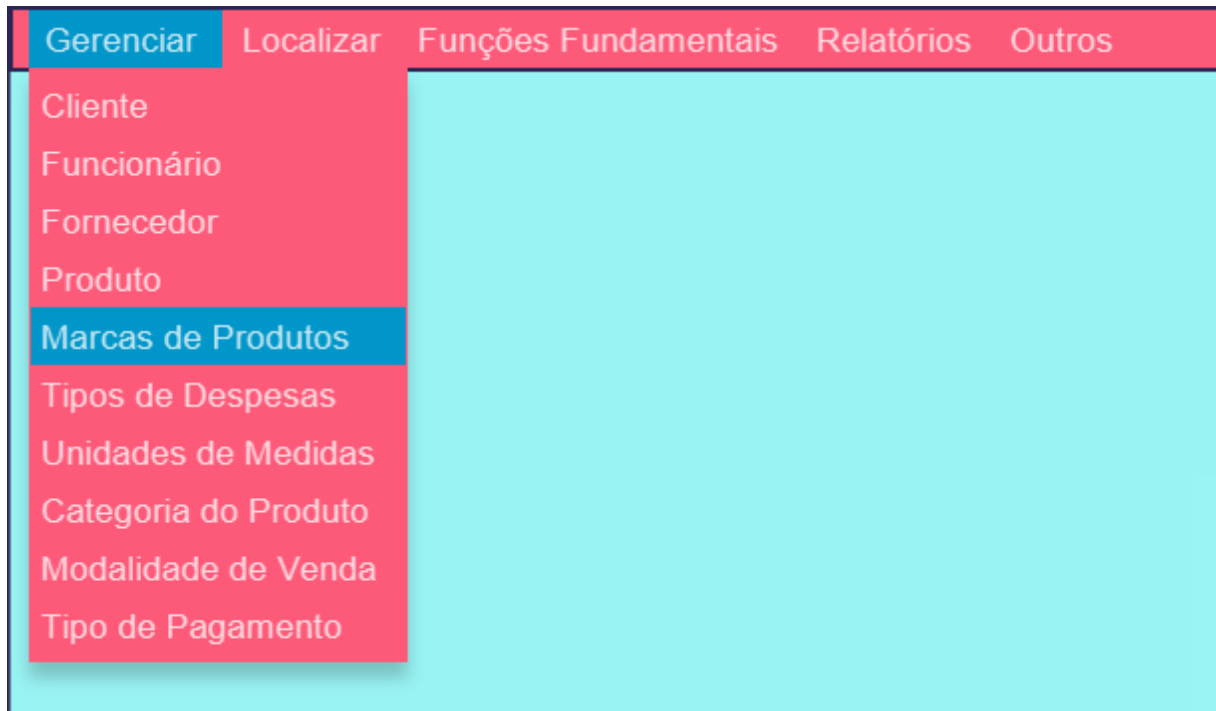 Gerenciar Localizar Funções Fundamentais Relatórios Outros
Cliente
Funcionário
Fornecedor
Produto
Marcas de Produtos
Tipos de Despesas
Unidades de Medidas
Categoria do Produto
Modalidade de Venda
Tipo de Pagamento